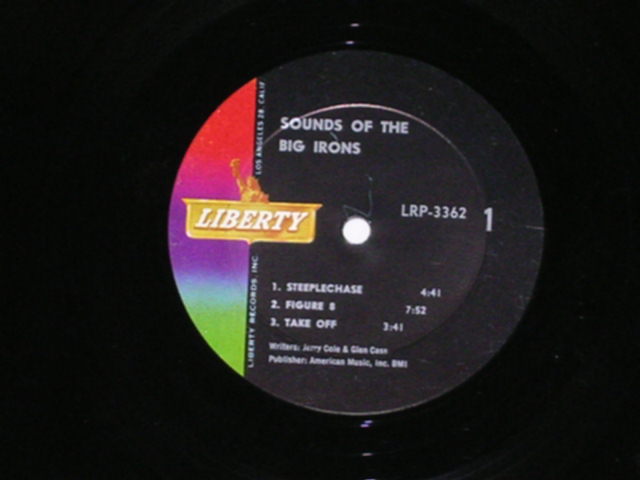 SOUNDS OF THE
BIG IRONS
LIBERTY
LRP-3362 1
1. STEEPLECHASE 4:41
2. FIGURE 8 7:52
3. TAKE OFF 3:41
Writers: Jerry Cole & Glen Cass
Publisher: American Music, Inc. BMI
LIBERTY RECORDS, INC.
LOS ANGELES 28, CALIF